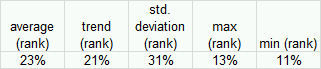 average (rank) trend (rank) std. deviation (rank) max (rank) min (rank)
23% 21% 31% 13% 11%